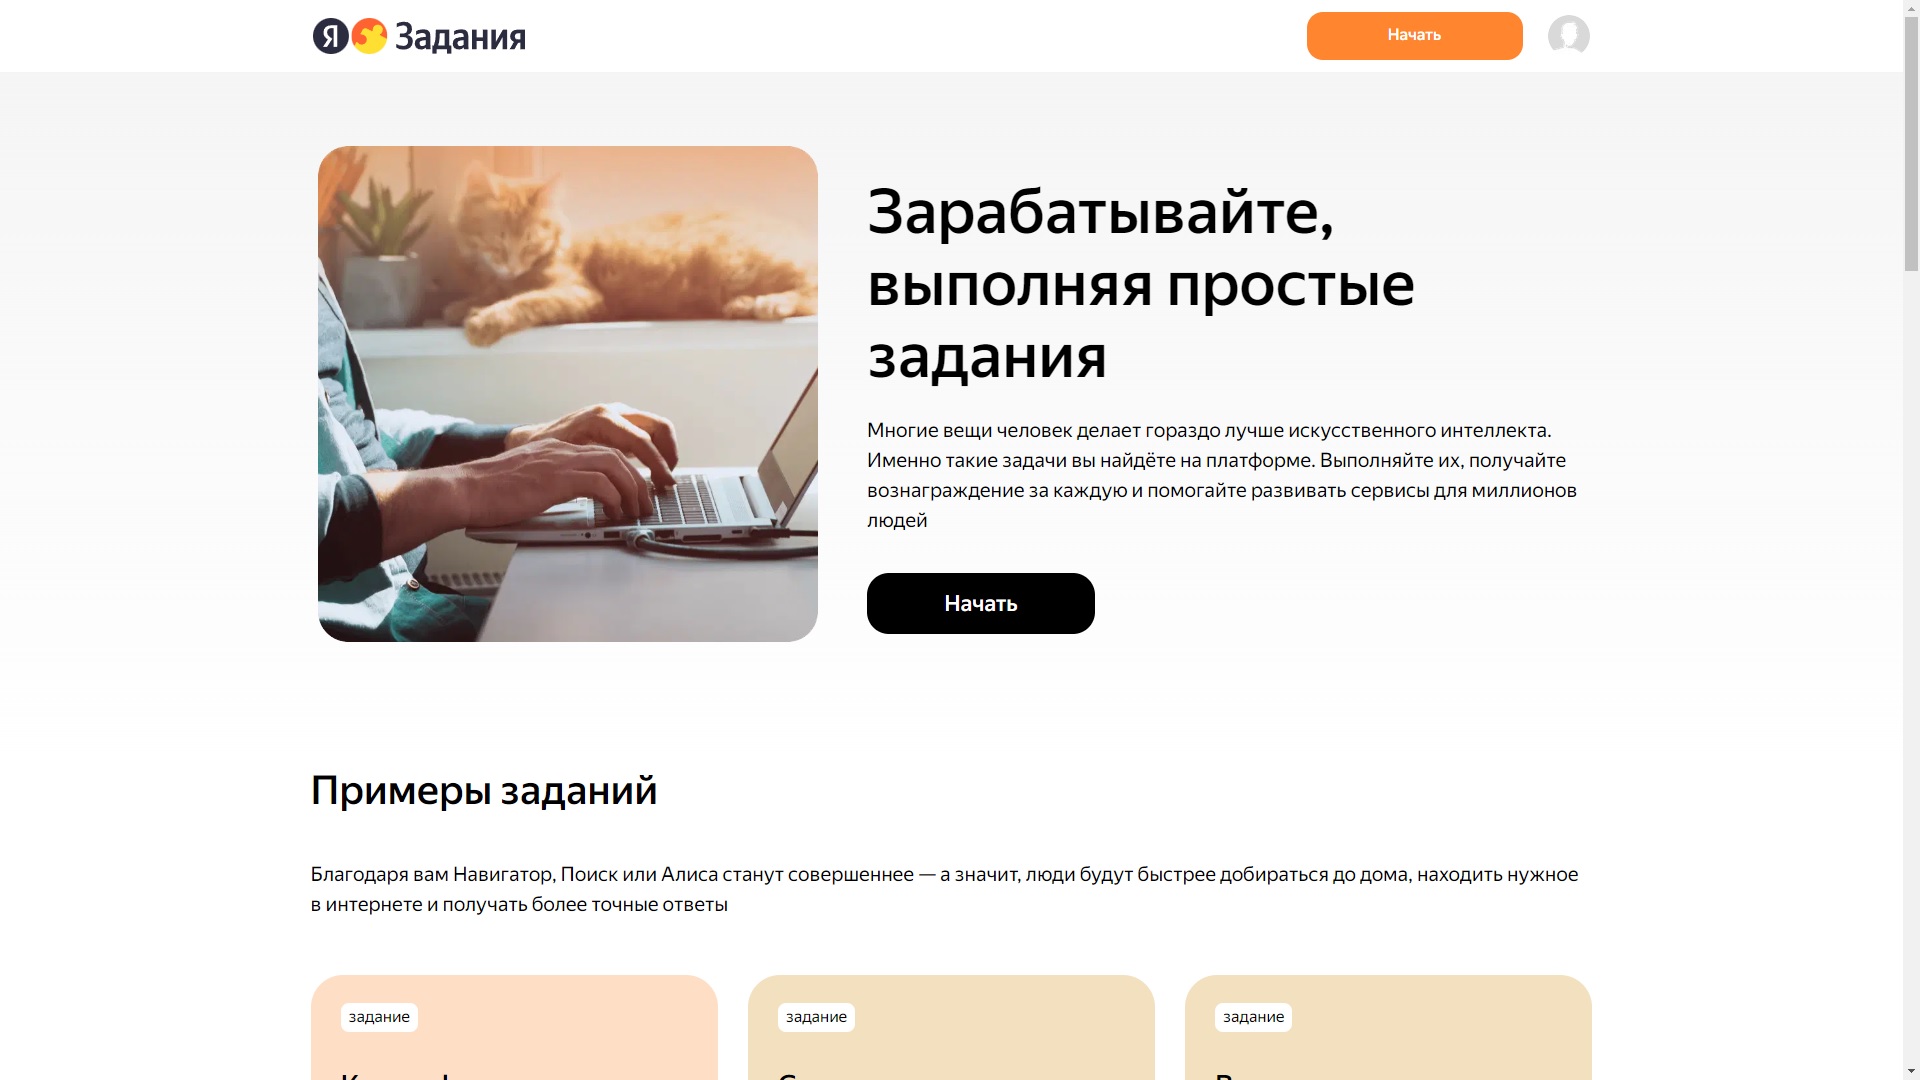 Я Задания
Начать
Зарабатывайте,
выполняя простые
задания
Многие вещи человек делает гораздо лучше искусственного интеллекта.
Именно такие задачи вы найдёте на платформе. Выполняйте их, получайте
вознаграждение за каждую и помогайте развивать сервисы для миллионов
людей
Начать
Примеры заданий
Благодаря вам Навигатор, Поиск или Алиса станут совершеннее — а значит, люди будут быстрее добираться до дома, находить нужное
в интернете и получать более точные ответы
задание
задание
задание